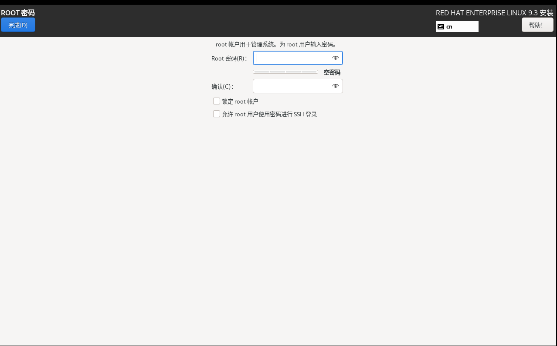 ROOT 密码
RED HAT ENTERPRISE LINUX 9.3 安装
完成(D)
cn
帮助!
root 帐户用于管理系统。为 root 用户输入密码。
Root 密码(R):
空密码
确认(C):
锁定 root 帐户
允许 root 用户使用密码进行 SSH 登录